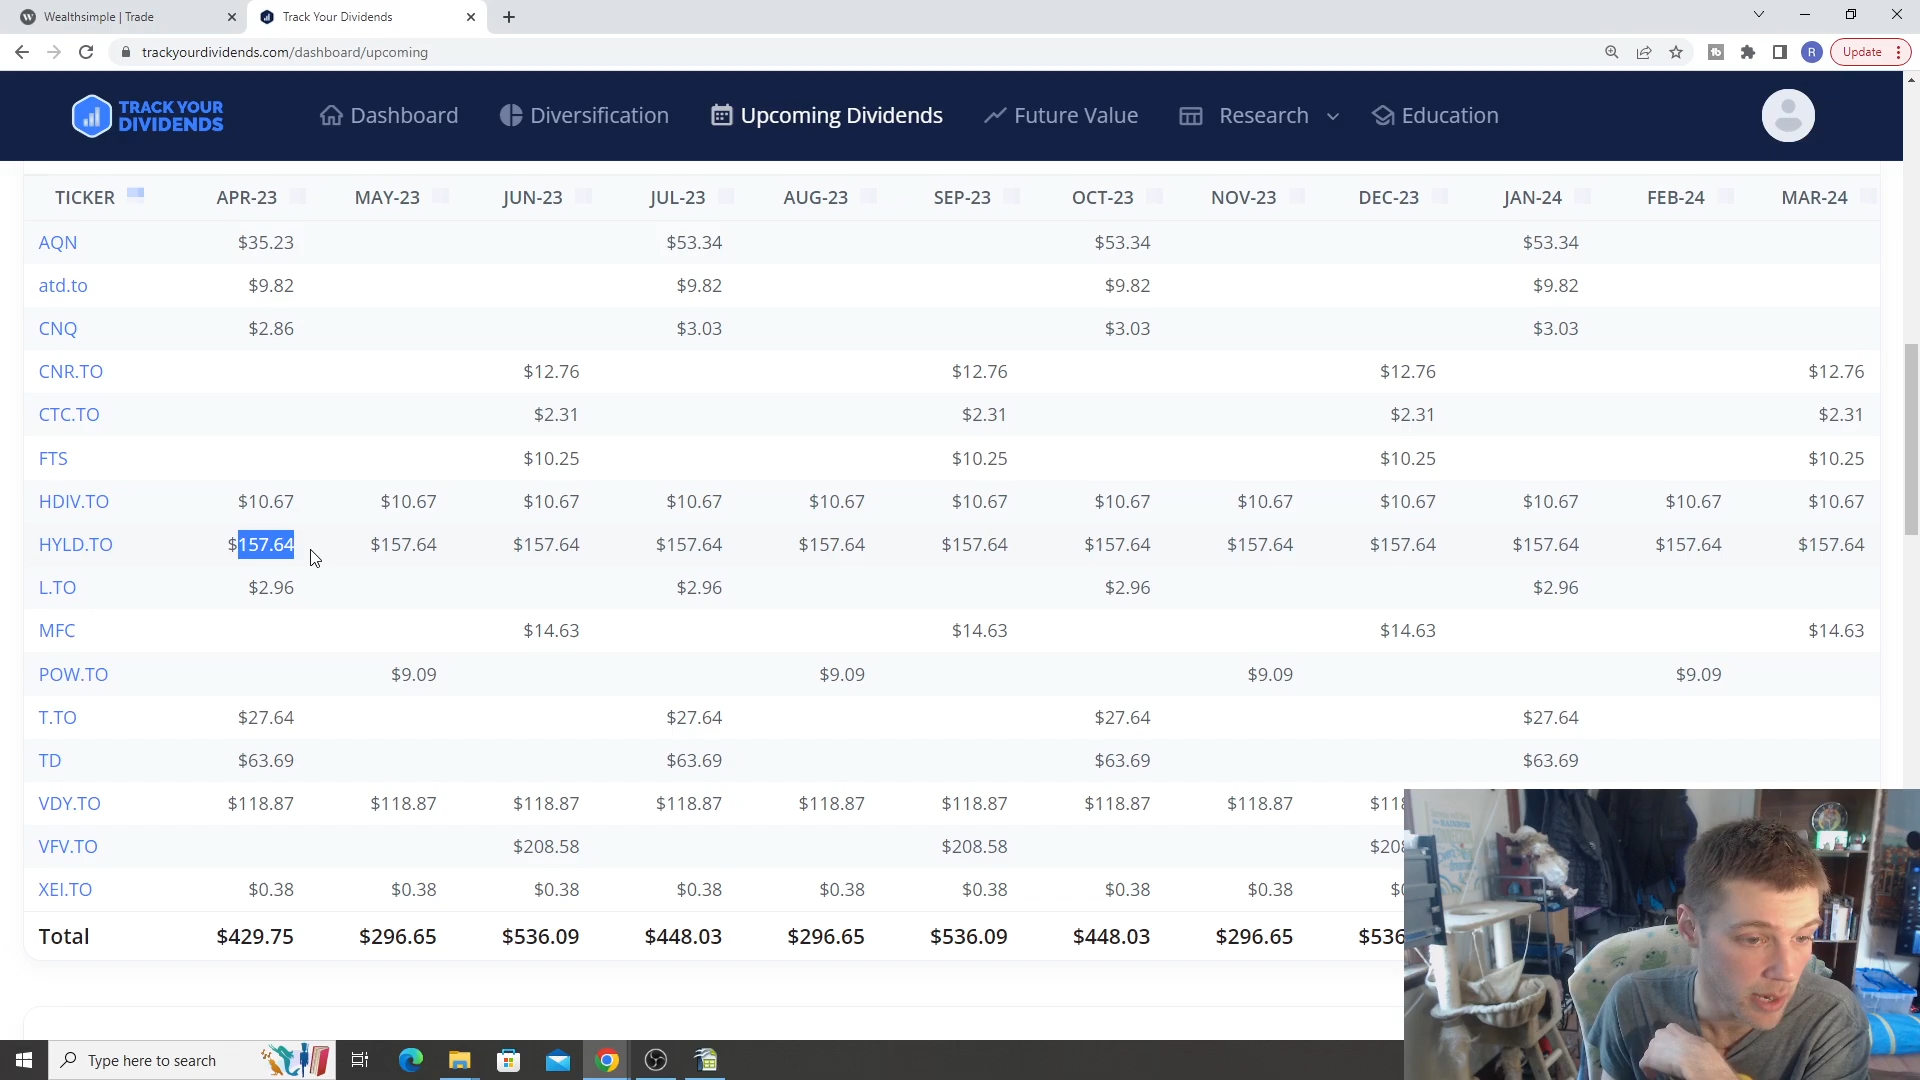 Wealthsimple | Trade
Track Your Dividends
trackyourdividends.com/dashboard/upcoming
R
Update
TRACK YOUR
DIVIDENDS
Dashboard
Diversification
Upcoming Dividends
Future Value
Research
Education
TICKER APR-23 MAY-23 JUN-23 JUL-23 AUG-23 SEP-23 OCT-23 NOV-23 DEC-23 JAN-24 FEB-24 MAR-24
AQN $35.23 $53.34 $53.34 $53.34
atd.to $9.82 $9.82 $9.82 $9.82
CNQ $2.86 $3.03 $3.03 $3.03
CNR.TO $12.76 $12.76 $12.76 $12.76
CTC.TO $2.31 $2.31 $2.31 $2.31
FTS $10.25 $10.25 $10.25 $10.25
HDIV.TO $10.67 $10.67 $10.67 $10.67 $10.67 $10.67 $10.67 $10.67 $10.67 $10.67 $10.67 $10.67
HYLD.TO $157.64 $157.64 $157.64 $157.64 $157.64 $157.64 $157.64 $157.64 $157.64 $157.64 $157.64 $157.64
L.TO $2.96 $2.96 $2.96 $2.96
MFC $14.63 $14.63 $14.63 $14.63
POW.TO $9.09 $9.09 $9.09 $9.09
T.TO $27.64 $27.64 $27.64 $27.64
TD $63.69 $63.69 $63.69 $63.69
VDY.TO $118.87 $118.87 $118.87 $118.87 $118.87 $118.87 $118.87 $118.87 $118
VFV.TO $208.58 $208.58 $208
XEI.TO $0.38 $0.38 $0.38 $0.38 $0.38 $0.38 $0.38 $0.38
Total $429.75 $296.65 $536.09 $448.03 $296.65 $536.09 $448.03 $296.65 $536
Type here to search